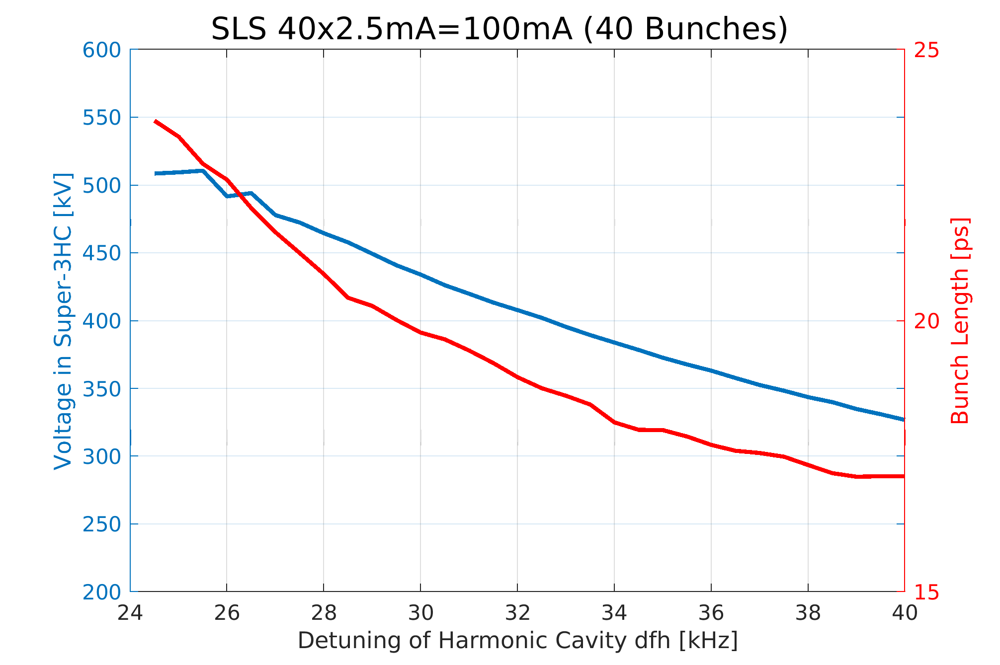 SLS 40x2.5mA=100mA (40 Bunches)
600
550
500
450
400
350
300
250
200
Voltage in Super-3HC [kV]
25
20
15
Bunch Length [ps]
24 26 28 30 32 34 36 38 40
Detuning of Harmonic Cavity dfh [kHz]